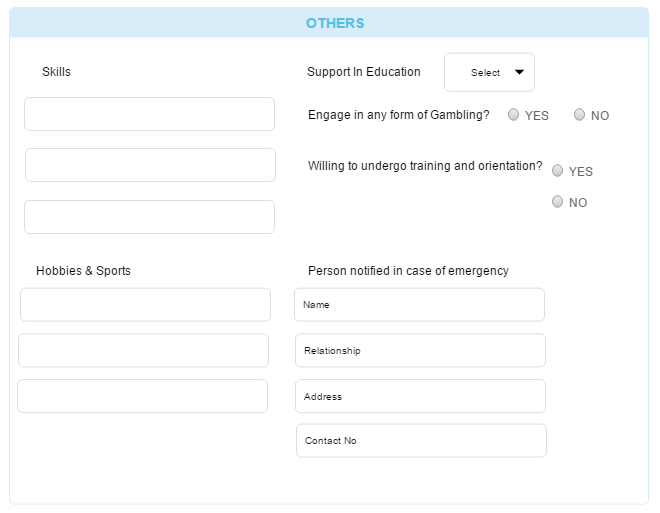 OTHERS
Skills
Support In Education
Select
Engage in any form of Gambling?
YES
NO
Willing to undergo training and orientation?
YES
NO
Hobbies & Sports
Person notified in case of emergency
Name
Relationship
Address
Contact No